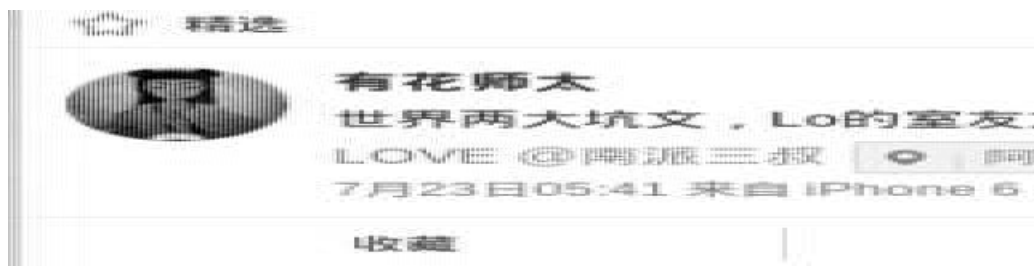 精选
有花师太
世界两大坑文，Lo的室友
LOVE @南派三叔
7月23日05:41 来自 iPhone 6
收藏